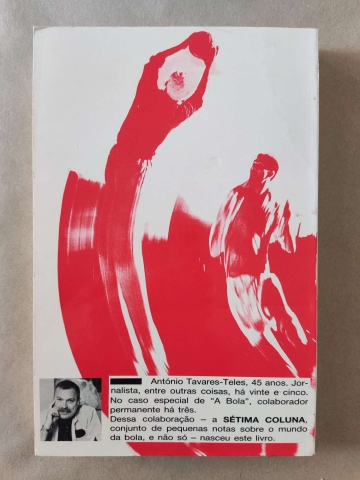 António Tavares-Teles, 45 anos. Jor-
nalista, entre outras coisas, há vinte e cinco.
No caso especial de "A Bola", colaborador
permanente há três.
Dessa colaboração – a SÉTIMA COLUNA,
conjunto de pequenas notas sobre o mundo
da bola, e não só – nasceu este livro.